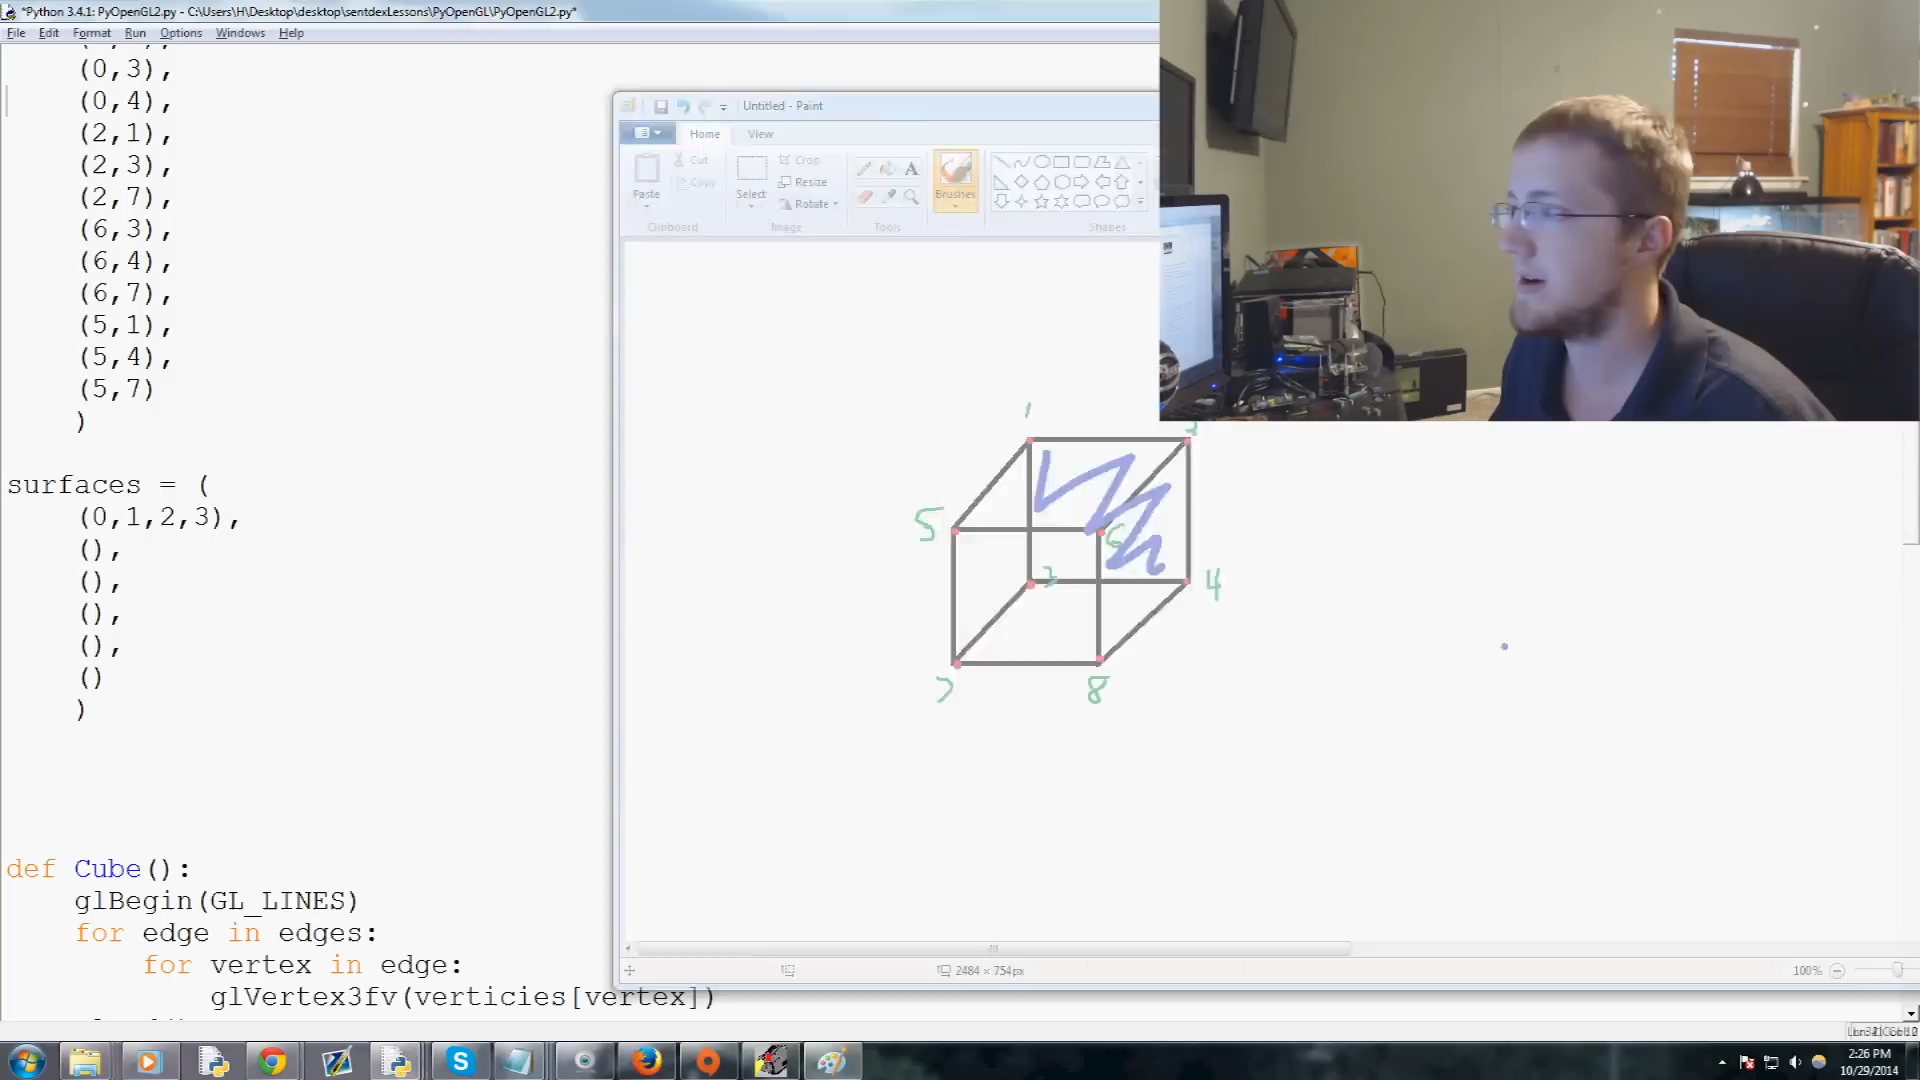 *Python 3.4.1: PyOpenGL2.py - C:\Users\H\Desktop\desktop\sentdexLessons\PyOpenGL\PyOpenGL2.py*
File Edit Format Run Options Windows Help
(0,3),
(0,4),
(2,1),
(2,3),
(2,7),
(6,3),
(6,4),
(6,7),
(5,1),
(5,4),
(5,7)
)
surfaces = (
(0,1,2,3),
(),
(),
(),
(),
()
)
def Cube():
glBegin(GL_LINES)
for edge in edges:
for vertex in edge:
glVertex3fv(verticies[vertex])
Untitled - Paint
Home View
Paste
Cut
Copy
Select
Crop
Resize
Rotate
Brushes
Clipboard Image Tools Shapes
1
5
6
3
4
7
8
2484 × 754px
100%
2:26 PM
10/29/2014